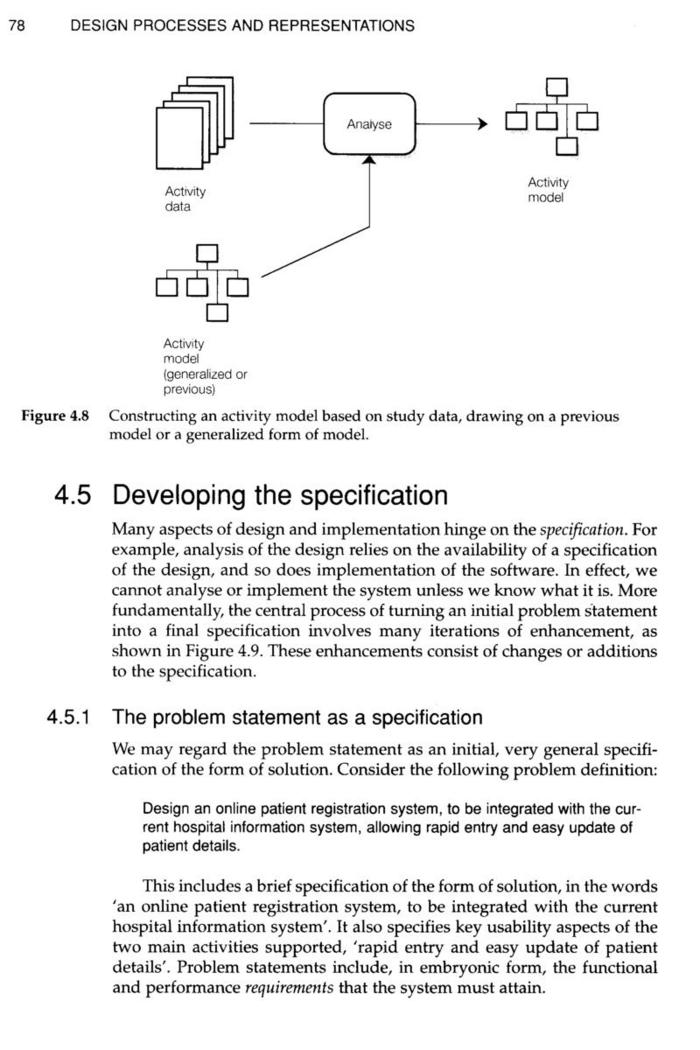 78 DESIGN PROCESSES AND REPRESENTATIONS
Analyse
Activity
data
Activity
model
Activity
model
(generalized or
previous)
Figure 4.8 Constructing an activity model based on study data, drawing on a previous
model or a generalized form of model.
4.5 Developing the specification
Many aspects of design and implementation hinge on the specification. For
example, analysis of the design relies on the availability of a specification
of the design, and so does implementation of the software. In effect, we
cannot analyse or implement the system unless we know what it is. More
fundamentally, the central process of turning an initial problem statement
into a final specification involves many iterations of enhancement, as
shown in Figure 4.9. These enhancements consist of changes or additions
to the specification.
4.5.1 The problem statement as a specification
We may regard the problem statement as an initial, very general specifi-
cation of the form of solution. Consider the following problem definition:
Design an online patient registration system, to be integrated with the cur-
rent hospital information system, allowing rapid entry and easy update of
patient details.
This includes a brief specification of the form of solution, in the words
'an online patient registration system, to be integrated with the current
hospital information system'. It also specifies key usability aspects of the
two main activities supported, 'rapid entry and easy update of patient
details'. Problem statements include, in embryonic form, the functional
and performance requirements that the system must attain.